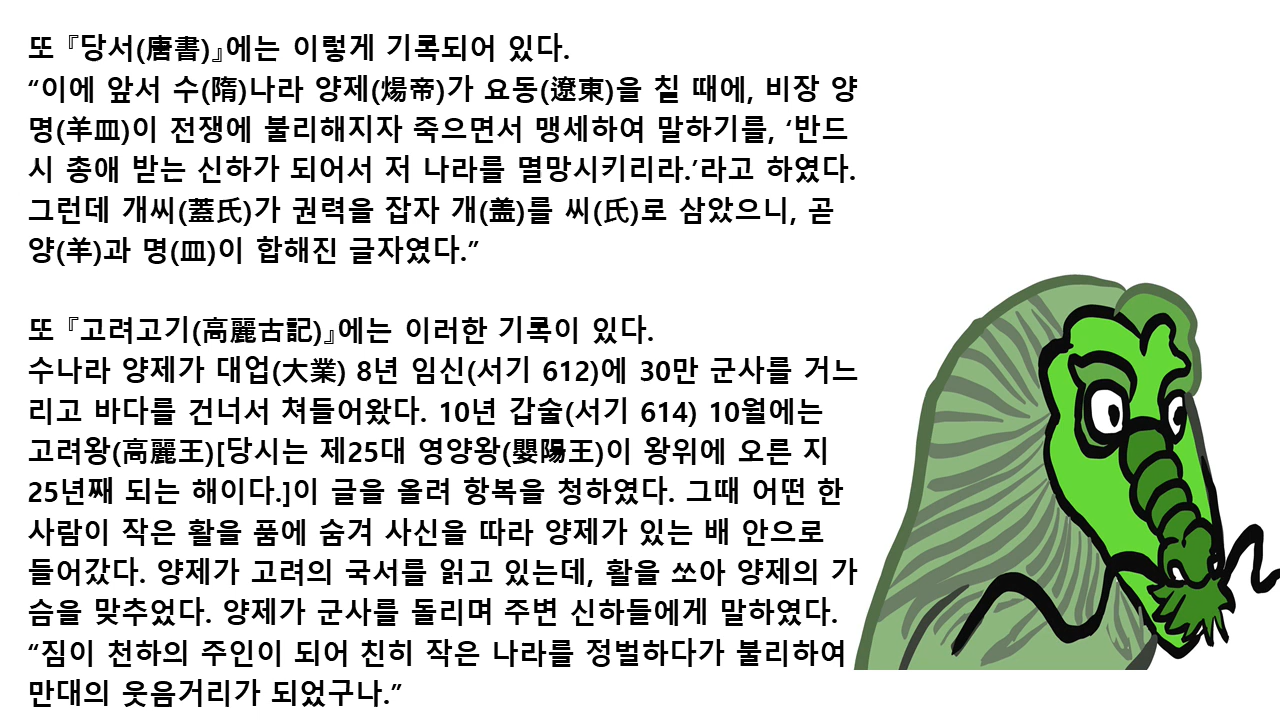 또 『당서(唐書)』에는 이렇게 기록되어 있다.
“이에 앞서 수(隋)나라 양제(煬帝)가 요동(遼東)을 칠 때에, 비장 양
명(羊皿)이 전쟁에 불리해지자 죽으면서 맹세하여 말하기를, ‘반드
시 총애 받는 신하가 되어서 저 나라를 멸망시키리라.’라고 하였다.
그런데 개씨(蓋氏)가 권력을 잡자 개(盖)를 씨(氏)로 삼았으니, 곧
양(羊)과 명(皿)이 합해진 글자였다.”
또 『고려고기(高麗古記)』에는 이러한 기록이 있다.
수나라 양제가 대업(大業) 8년 임신(서기 612)에 30만 군사를 거느
리고 바다를 건너서 쳐들어왔다. 10년 갑술(서기 614) 10월에는
고려왕(高麗王)[당시는 제25대 영양왕(嬰陽王)이 왕위에 오른 지
25년째 되는 해이다.]이 글을 올려 항복을 청하였다. 그때 어떤 한
사람이 작은 활을 품에 숨겨 사신을 따라 양제가 있는 배 안으로
들어갔다. 양제가 고려의 국서를 읽고 있는데, 활을 쏘아 양제의 가
슴을 맞추었다. 양제가 군사를 돌리며 주변 신하들에게 말하였다.
“짐이 천하의 주인이 되어 친히 작은 나라를 정벌하다가 불리하여
만대의 웃음거리가 되었구나.”